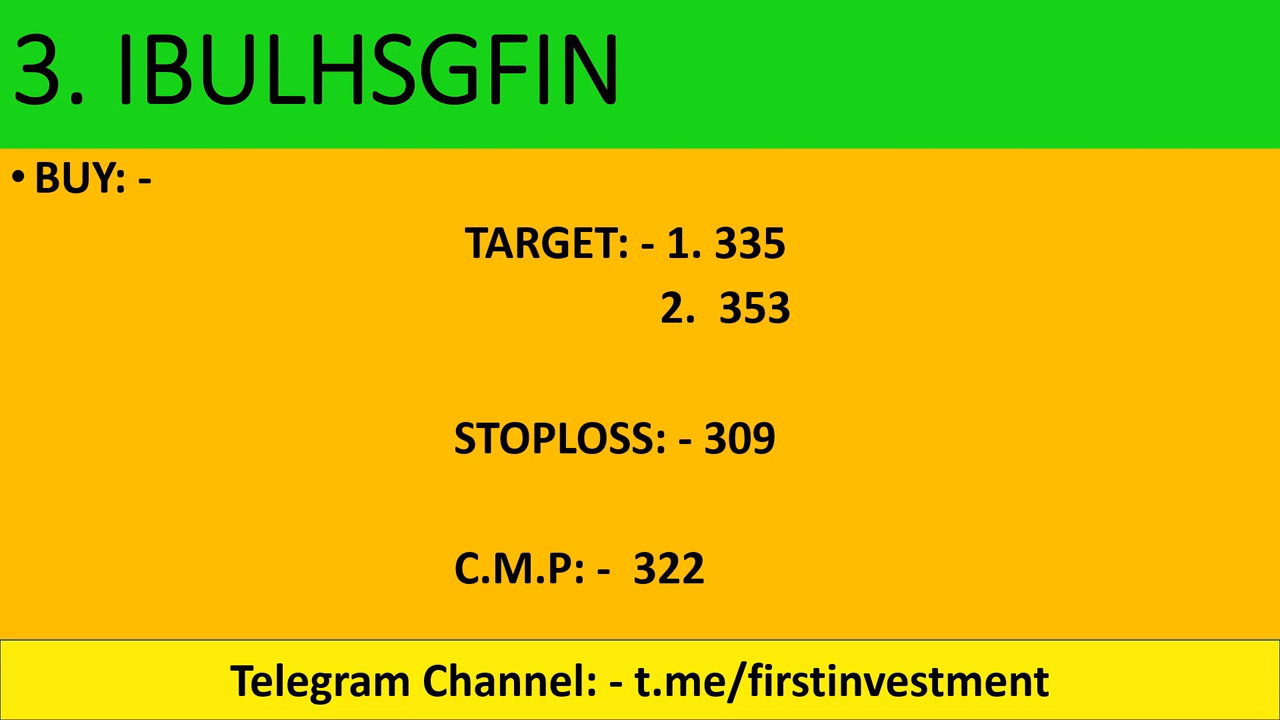 3. IBULHSGFIN
• BUY: -
TARGET: - 1. 335
2. 353
STOPLOSS: - 309
C.M.P: - 322
Telegram Channel: - t.me/firstinvestment